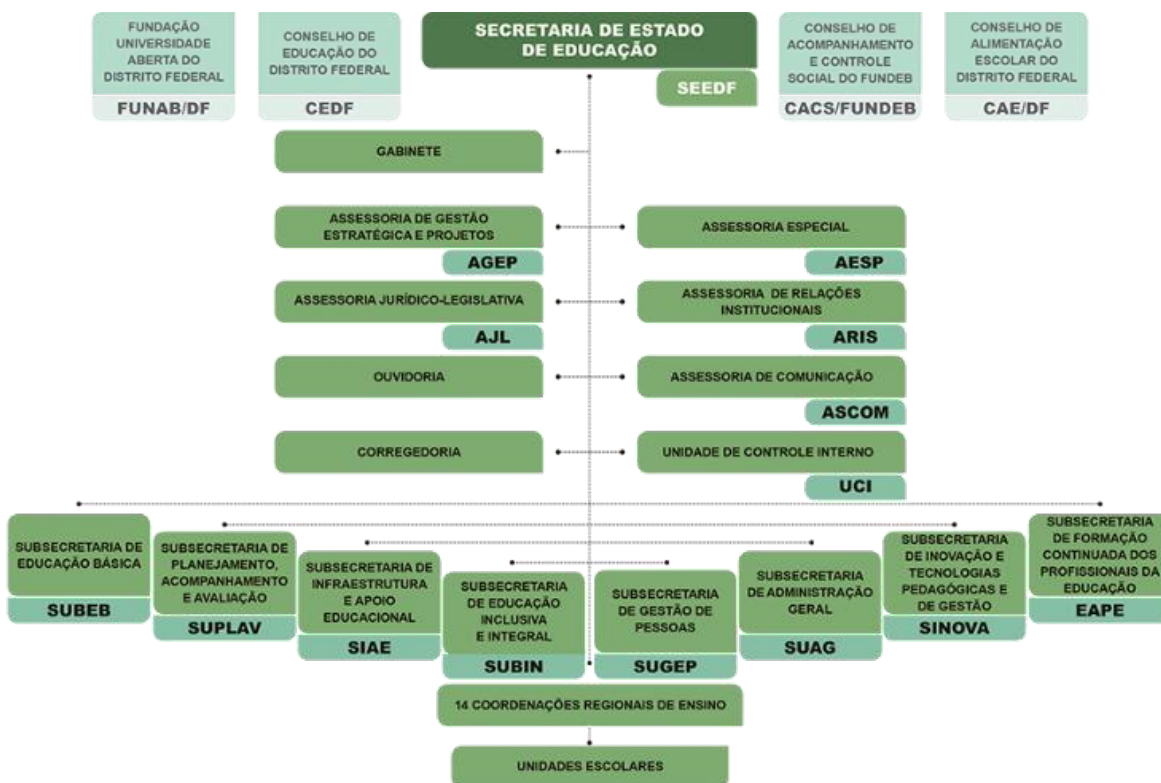 FUNDAÇÃO
UNIVERSIDADE
ABERTA DO
DISTRITO FEDERAL
FUNAB/DF
CONSELHO DE
EDUCAÇÃO DO
DISTRITO FEDERAL
CEDF
SECRETARIA DE ESTADO
DE EDUCAÇÃO
SEEDF
CONSELHO DE
ACOMPANHAMENTO
E CONTROLE
SOCIAL DO FUNDEB
CACS/FUNDEB
CONSELHO DE
ALIMENTAÇÃO
ESCOLAR DO
DISTRITO FEDERAL
CAE/DF
GABINETE
ASSESSORIA DE GESTÃO
ESTRATÉGICA E PROJETOS
AGEP
ASSESSORIA ESPECIAL
AESP
ASSESSORIA JURÍDICO-LEGISLATIVA
AJL
ASSESSORIA DE RELAÇÕES
INSTITUCIONAIS
ARIS
OUVIDORIA
ASSESSORIA DE COMUNICAÇÃO
ASCOM
CORREGEDORIA
UNIDADE DE CONTROLE INTERNO
UCI
SUBSECRETARIA DE
EDUCAÇÃO BÁSICA
SUBEB
SUBSECRETARIA DE
PLANEJAMENTO,
ACOMPANHAMENTO
E AVALIAÇÃO
SUPLAV
SUBSECRETARIA DE
INFRAESTRUTURA
E APOIO
EDUCACIONAL
SIAE
SUBSECRETARIA
DE EDUCAÇÃO
INCLUSIVA
E INTEGRAL
SUBIN
SUBSECRETARIA
DE GESTÃO DE
PESSOAS
SUGEP
SUBSECRETARIA
DE ADMINISTRAÇÃO
GERAL
SUAG
SUBSECRETARIA
DE INOVAÇÃO E
TECNOLOGIAS
PEDAGÓGICAS E
DE GESTÃO
SINOVA
SUBSECRETARIA
DE FORMAÇÃO
CONTINUADA DOS
PROFISSIONAIS DA
EDUCAÇÃO
EAPE
14 COORDENAÇÕES REGIONAIS DE ENSINO
UNIDADES ESCOLARES